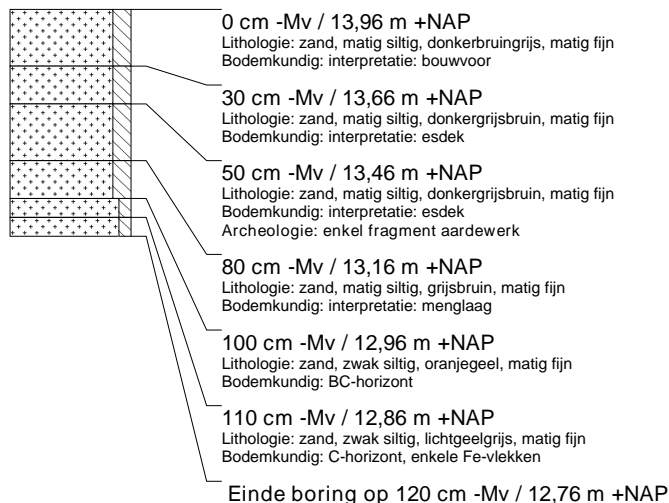 0 cm -Mv / 13,96 m +NAP
Lithologie: zand, matig siltig, donkerbruingrijs, matig fijn
Bodemkundig: interpretatie: bouwvoor
30 cm -Mv / 13,66 m +NAP
Lithologie: zand, matig siltig, donkergrijsbruin, matig fijn
Bodemkundig: interpretatie: esdek
50 cm -Mv / 13,46 m +NAP
Lithologie: zand, matig siltig, donkergrijsbruin, matig fijn
Bodemkundig: interpretatie: esdek
Archeologie: enkel fragment aardewerk
80 cm -Mv / 13,16 m +NAP
Lithologie: zand, matig siltig, grijsbruin, matig fijn
Bodemkundig: interpretatie: menglaag
100 cm -Mv / 12,96 m +NAP
Lithologie: zand, zwak siltig, oranjegeel, matig fijn
Bodemkundig: BC-horizont
110 cm -Mv / 12,86 m +NAP
Lithologie: zand, zwak siltig, lichtgeelgrijs, matig fijn
Bodemkundig: C-horizont, enkele Fe-vlekken
Einde boring op 120 cm -Mv / 12,76 m +NAP